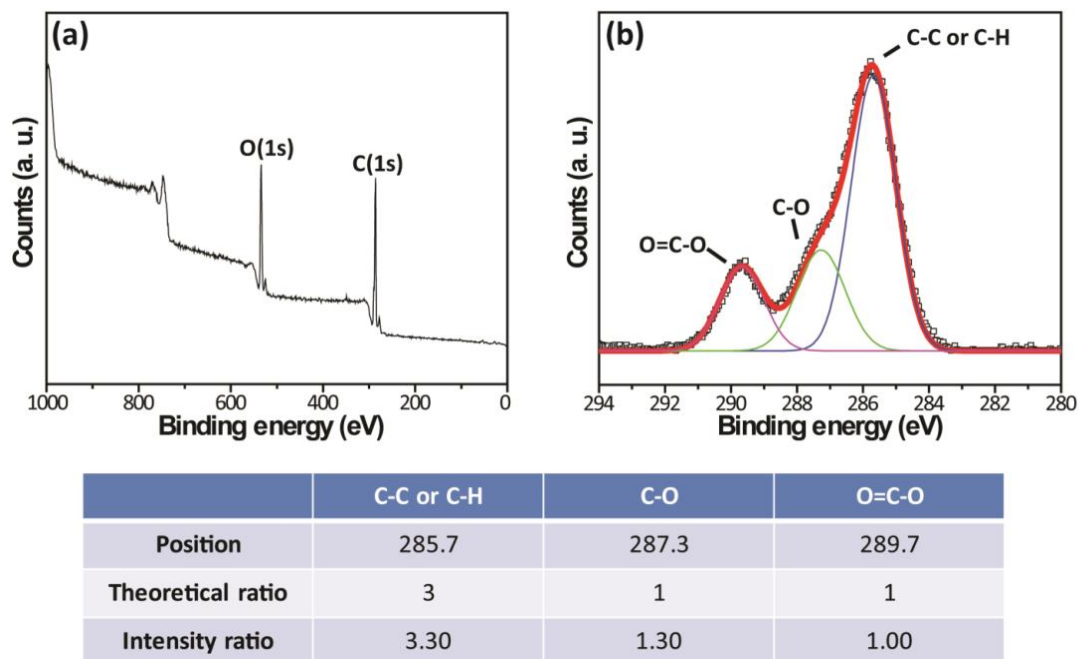 (a)
O(1s)
C(1s)
Counts (a. u.)
1000 800 600 400 200 0
Binding energy (eV)
(b)
C-C or C-H
C-O
O=C-O
Counts (a. u.)
294 292 290 288 286 284 282 280
Binding energy (eV)
C-C or C-H C-O O=C-O
Position 285.7 287.3 289.7
Theoretical ratio 3 1 1
Intensity ratio 3.30 1.30 1.00